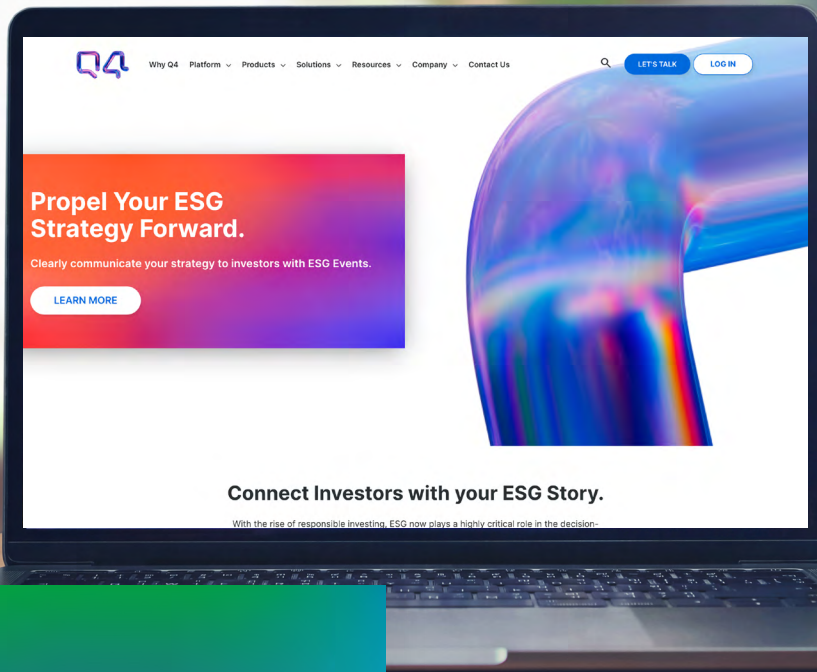 Q4
Why Q4 Platform Products Solutions Resources Company Contact Us
LET'S TALK LOG IN
Propel Your ESG
Strategy Forward.
Clearly communicate your strategy to investors with ESG Events.
LEARN MORE
Connect Investors with your ESG Story.
With the rise of responsible investing, ESG now plays a highly critical role in the decision-